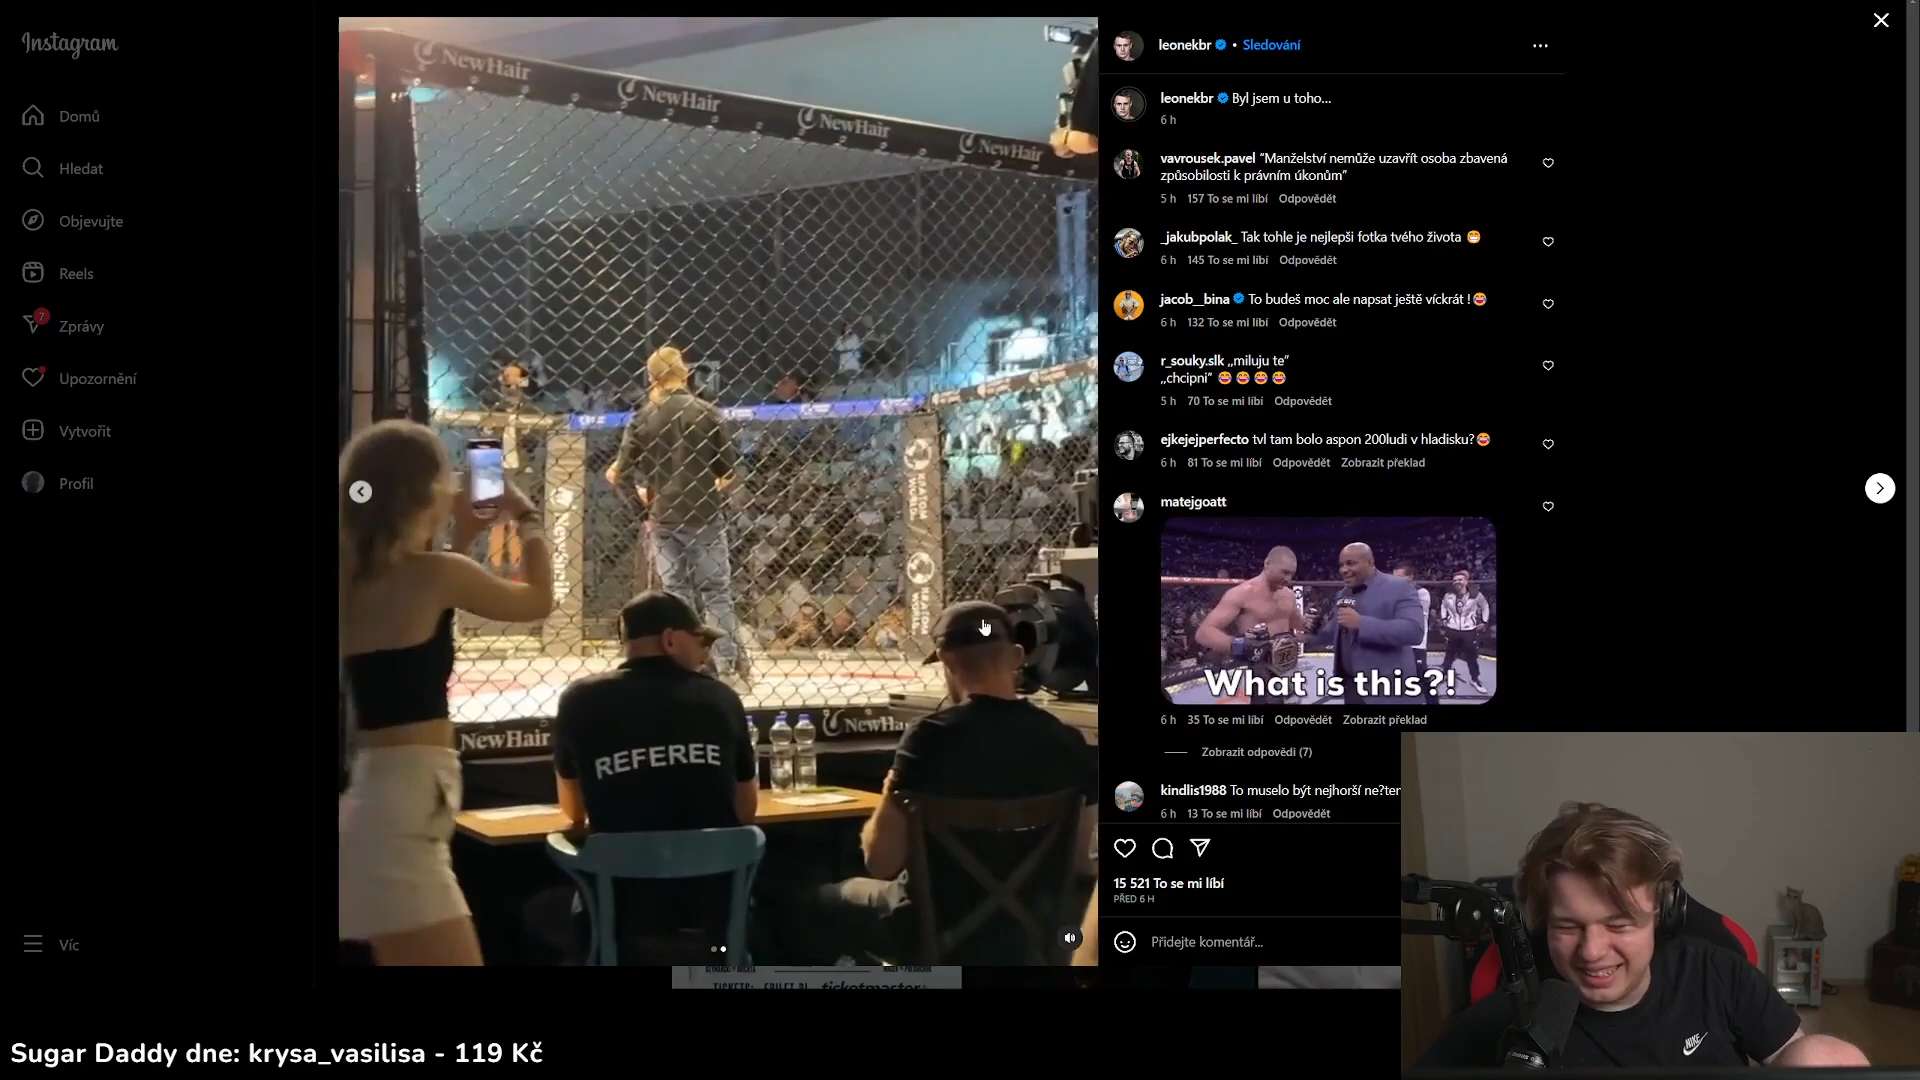 Instagram
Domů
Hledat
Objevujte
Reels
7
Zprávy
Upozornění
Vytvořit
Profil
Víc
NewHair
NewHair
NewHair
NewHair
NewHair
NewHa
REFEREE
leonekbr • Sledování
leonekbr Byl jsem u toho...
6 h
vavrousek.pavel “Manželství nemůže uzavřít osoba zbavená
způsobilosti k právním úkonům”
5 h 157 To se mi líbí Odpovědět
_jakubpolak_ Tak tohle je nejlepši fotka tvého života 😁
6 h 145 To se mi líbí Odpovědět
jacob__bina To budeš moc ale napsat ještě víckrát !😂
6 h 132 To se mi líbí Odpovědět
r_souky.slk ,,miluju te”
,,chcipni” 😂 😂 😂 😂
5 h 70 To se mi líbí Odpovědět
ejkejejperfecto tvl tam bolo aspon 200ludi v hladisku?😂
6 h 81 To se mi líbí Odpovědět Zobrazit překlad
matejgoatt
What is this?!
6 h 35 To se mi líbí Odpovědět Zobrazit překlad
Zobrazit odpovědi (7)
kindlis1988 To muselo být nejhorší ne?ter
6 h 13 To se mi líbí Odpovědět
15 521 To se mi líbí
PŘED 6 H
Přidejte komentář...
ticketmaster
NIKE
Sugar Daddy dne: krysa_vasilisa - 119 Kč